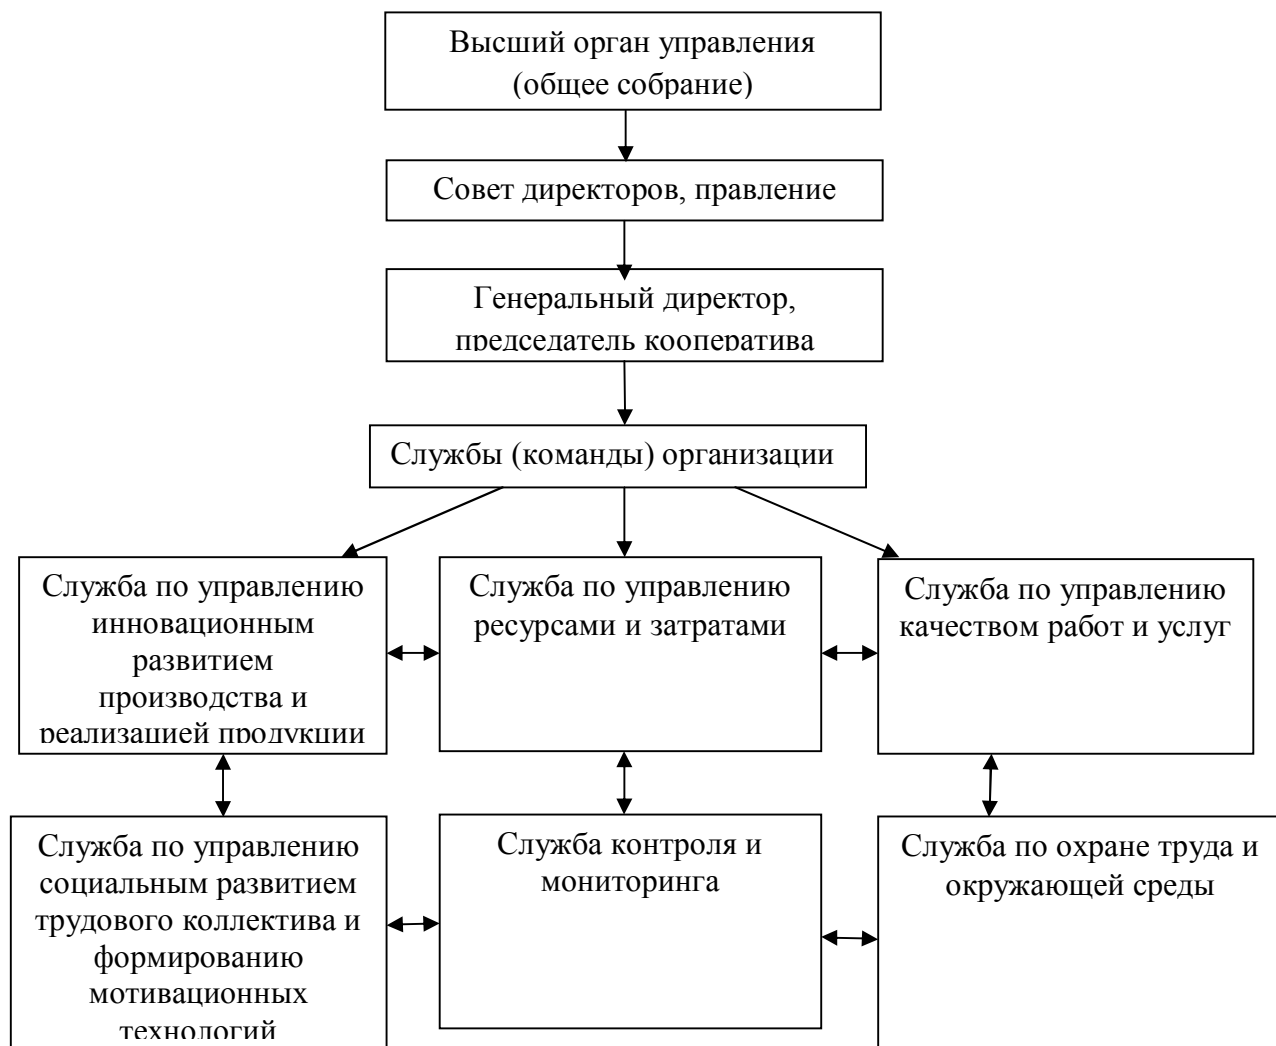 Высший орган управления
(общее собрание)
Совет директоров, правление
Генеральный директор,
председатель кооператива
Службы (команды) организации
Служба по управлению
инновационным
развитием
производства и
реализацией продукции
Служба по управлению
ресурсами и затратами
Служба по управлению
качеством работ и услуг
Служба по управлению
социальным развитием
трудового коллектива и
формированию
мотивационных
технологий
Служба контроля и
мониторинга
Служба по охране труда и
окружающей среды